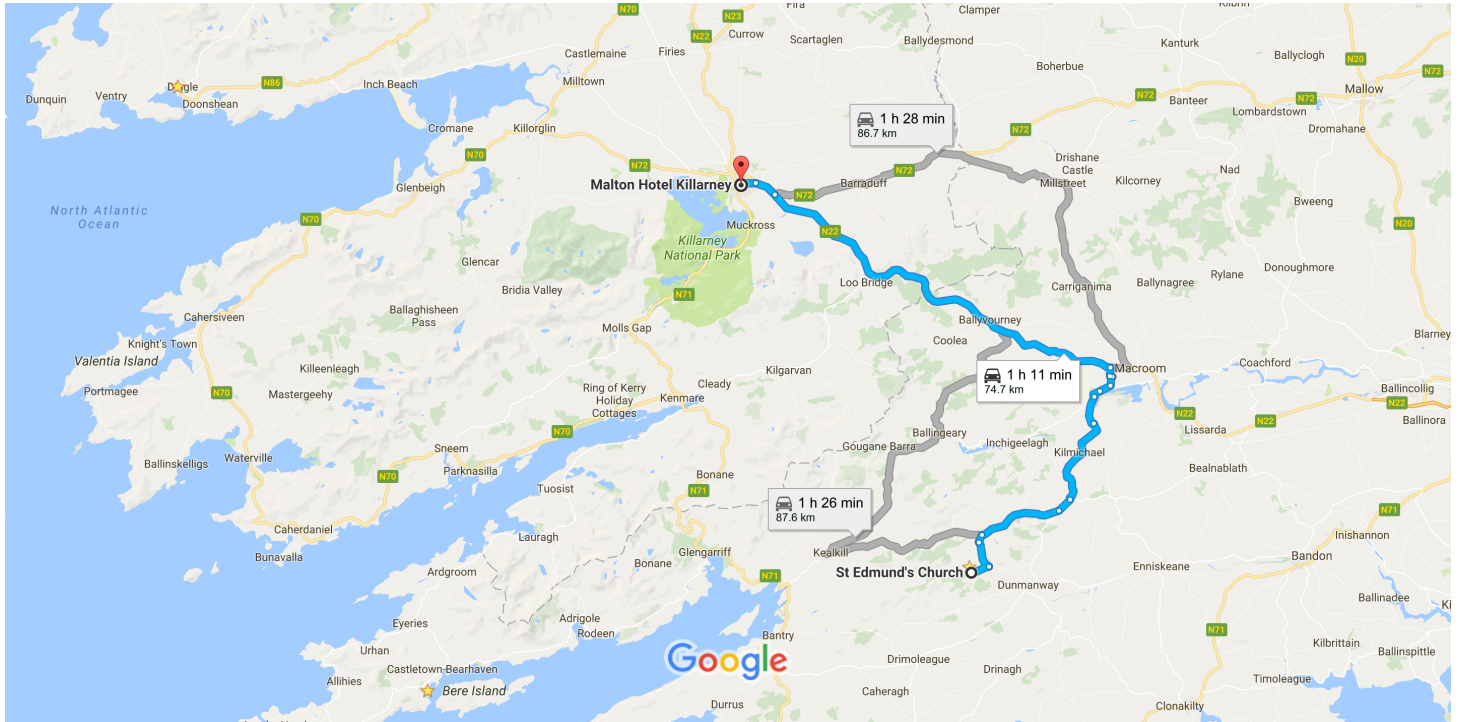 N70
N23
Fira
Clamper
Kilbrin
N22
Currow
Scartaglen
Ballydesmond
Kanturk
Castlemaine
Firies
Ballyclogh
N20
N72
Boherbue
Dingle
N86
Inch Beach
Milltown
N72
Banteer
N72
Mallow
Dunquin
Ventry
Doonshean
Lombardstown
1 h 28 min
86.7 km
N72
Dromahane
Cromane
Killorglin
N70
N72
Drishane
Castle
Nad
Malton Hotel Killarney
N72
Barraduff
N72
Millstreet
Kilcorney
Glenbeigh
Bweeng
North Atlantic
Ocean
N70
Muckross
N22
N20
Killarney
National Park
Glencar
Donoughmore
Rylane
Bridia Valley
N71
Loo Bridge
Carriganima
Ballynagree
Ballaghisheen
Pass
Cahersiveen
Molls Gap
Ballyvourney
Blarney
Knight's Town
Coolea
Valentia Island
Killeenleagh
Kilgarvan
1 h 11 min
74.7 km
Macroom
Coachford
Portmagee
N70
Mastergeehy
Ring of Kerry
Holiday
Cottages
Cleady
Kenmare
Ballincollig
N22
N22
N22
Ballinora
Lissarda
N70
Ballingeary
Inchigeelagh
Gougane Barra
Kilmichael
Sneem
Waterville
Ballinskelligs
Parknasilla
N70
Bonane
Bealnablath
Tuosist
N71
1 h 26 min
87.6 km
N71
Caherdaniel
Lauragh
Inishannon
Bunavalla
Glengarriff
Kealkill
Bandon
Bonane
Ardgroom
N71
St Edmund's Church
Enniskeane
Dunmanway
Ballinadee
Ki
Eyeries
Adrigole
Rodeen
Bantry
N71
Kilbrittain
Urhan
Google
Drimoleague
Ballinspittle
Castletown-Bearhaven
Drinagh
Allihies
Timoleague
Bere Island
Caheragh
Durrus
Clonakilty